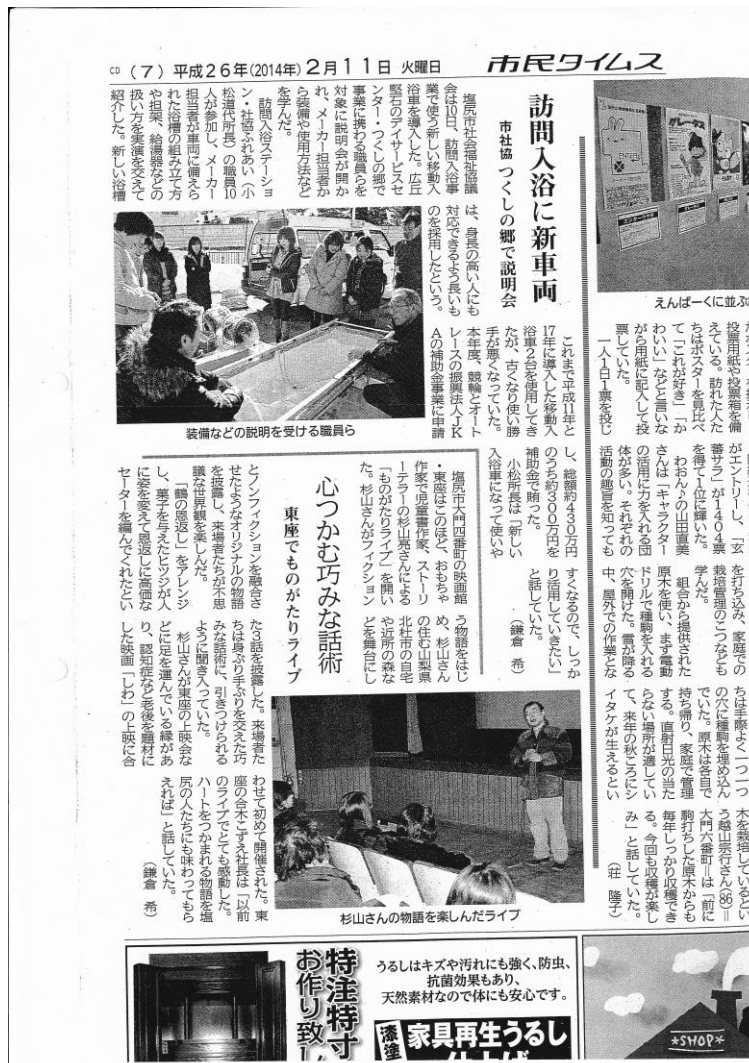 CD (7) 平成26年(2014年)2月11日 火曜日
市民タイムス
訪問入浴に新車両
市社協 つくしの郷で説明会
塩尻市社会福祉協議
会は10日、訪問入浴事
業で使う新しい移動入
浴車を導入した。広丘
堅石のデイサービスセ
ンター・つくしの郷で
事業に携わる職員らを
対象に説明会が開か
れ、メーカー担当者か
ら装備や使用方法など
を学んだ。
訪問入浴ステーショ
ン・社協ふれあい(小
松道代所長)の職員10
人が参加し、メーカー
担当者が車両に備えら
れた浴槽の組み立て方
や担架、給湯器などの
扱い方を実演を交えて
紹介した。新しい浴槽
は、身長の高い人にも
対応できるよう長いも
のを採用したという。
これまで平成11年と
17年に導入した移動入
浴車2台を使用してき
たが、古くなり使い勝
手が悪くなっていた。
本年度、競輪とオート
レースの振興法人JK
Aの補助金事業に申請
し、総額約430万円
のうち約300万円を
補助金で賄った。
小松所長は「新しい
入浴車になって使いや
すくなるので、しっか
り活用していきたい」
と話していた。
(鎌倉 希)
装備などの説明を受ける職員ら
心つかむ巧みな話術
東座でものがたりライブ
塩尻市大門四番町の映画館
・東座はこのほど、おもちゃ
作家で児童書作家、ストーリ
ーテラーの杉山亮さんによる
「ものがたりライブ」を開い
た。杉山さんがフィクション
とノンフィクションを融合さ
せたようなオリジナルの物語
を披露し、来場者たちが不思
議な世界観を楽しんだ。
「鶴の恩返し」をアレンジ
し、菓子を与えたヒツジが人
に姿を変えて恩返しに高価な
セーターを編んでくれたとい
う物語をはじ
め、杉山さん
の住む山梨県
北杜市の自宅
や近所の森な
どを舞台にし
た3話を披露した。来場者た
ちは身ぶり手ぶりを交えた巧
みな話術に、引きつけられる
ように聞き入っていた。
杉山さんが東座の上映会な
どに足を運んでいる縁があ
り、認知症など老後を題材に
した映画「しわ」の上映に合
わせて初めて開催された。東
座の合木こずえ社長は「以前
のライブでとても感動した。
ハートをつかまれる物語を塩
尻の人たちにも味わってもら
えれば」と話していた。
(鎌倉 希)
杉山さんの物語を楽しんだライブ
グレータス
えんぱーくに並ぶ
投票用紙や投票箱を備
えている。訪れた人た
ちはポスターを見比べ
て「これが好き」「か
わいい」などと言いな
がら用紙に記入して投
票していた。
一人1日1票を投じ
がエントリーし、「玄
蕃サラ」が1404票
を得て1位に輝いた。
わおん♪の山田直美
さんは「キャラクター
の活用に力を入れる団
体が多い。それぞれの
活動の趣旨を知っても
を打ち込み、家庭での
栽培管理のこつなども
学んだ。
組合から提供された
原木を使い、まず電動
ドリルで種駒を入れる
穴を開けた。雪が降る
中、屋外での作業とな
ちは手際よく一つ一つ
の穴に種駒を埋め込ん
でいた。原木は各自で
持ち帰り、家庭で管理
する。直射日光の当た
らない場所が適してい
て、来年の秋ごろにシ
イタケが生えるとい
木を栽培しているとい
う越山宗行さん(86)=
大門六番町=は「前に
駒打ちした原木からも
毎年しっかり収穫でき
る。今回も収穫が楽し
み」と話していた。
(荘 隆子)
特注特寸
お作り致し
うるしはキズや汚れにも強く、防虫、
抗菌効果もあり、
天然素材なので体にも安心です。
漆塗
家具再生うるし
*SHOP*